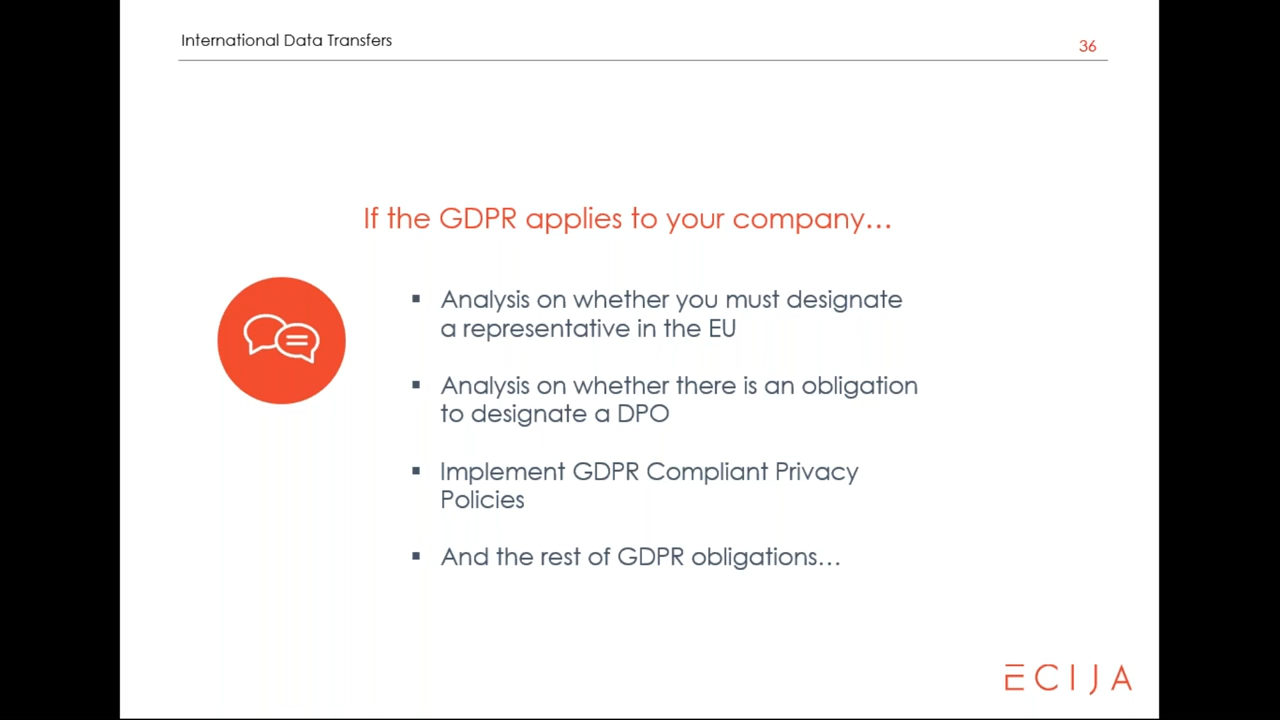 International Data Transfers
36
If the GDPR applies to your company…
▪ Analysis on whether you must designate
a representative in the EU
▪ Analysis on whether there is an obligation
to designate a DPO
▪ Implement GDPR Compliant Privacy
Policies
▪ And the rest of GDPR obligations…
ECIJA